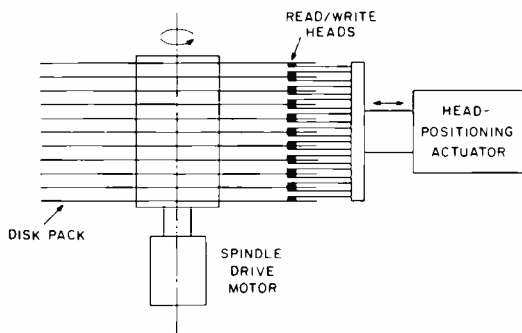 READ/WRITE
HEADS
HEAD-
POSITIONING
ACTUATOR
DISK PACK
SPINDLE
DRIVE
MOTOR